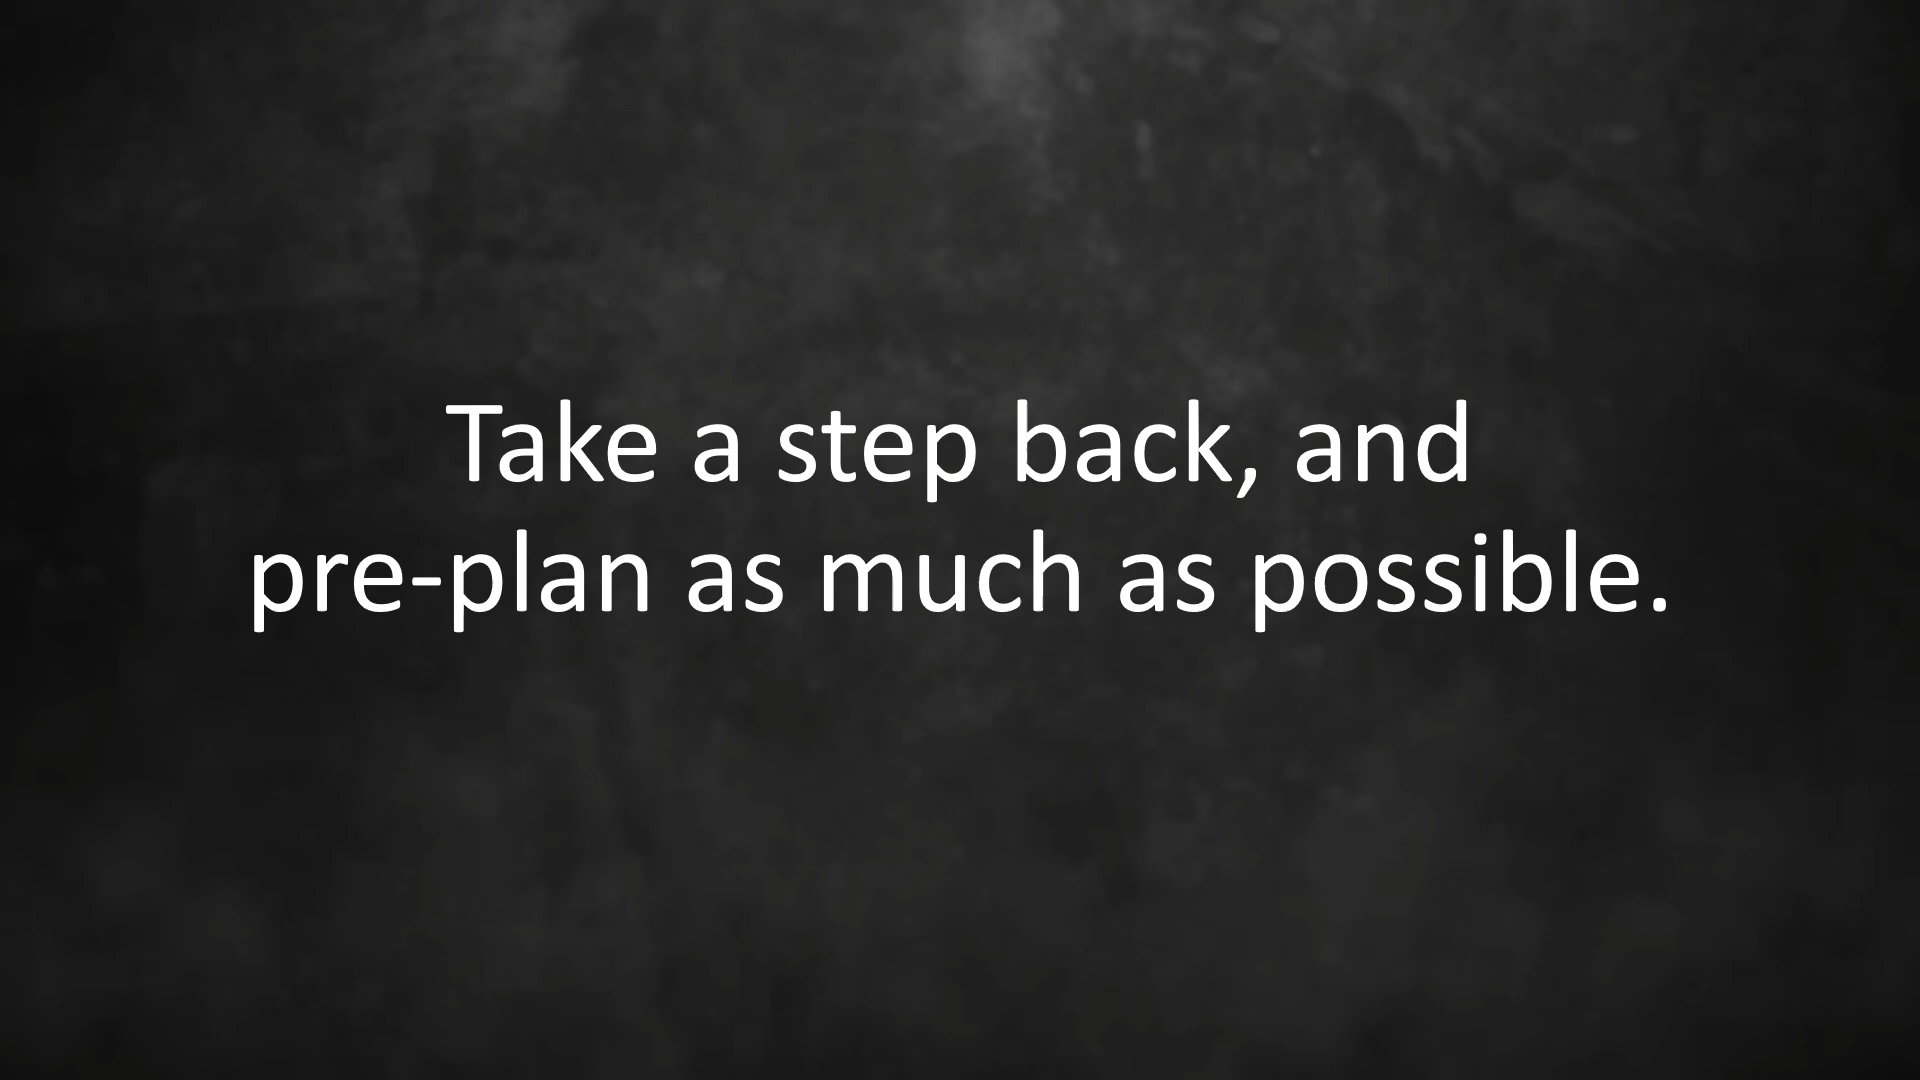 Take a step back, and
pre-plan as much as possible.